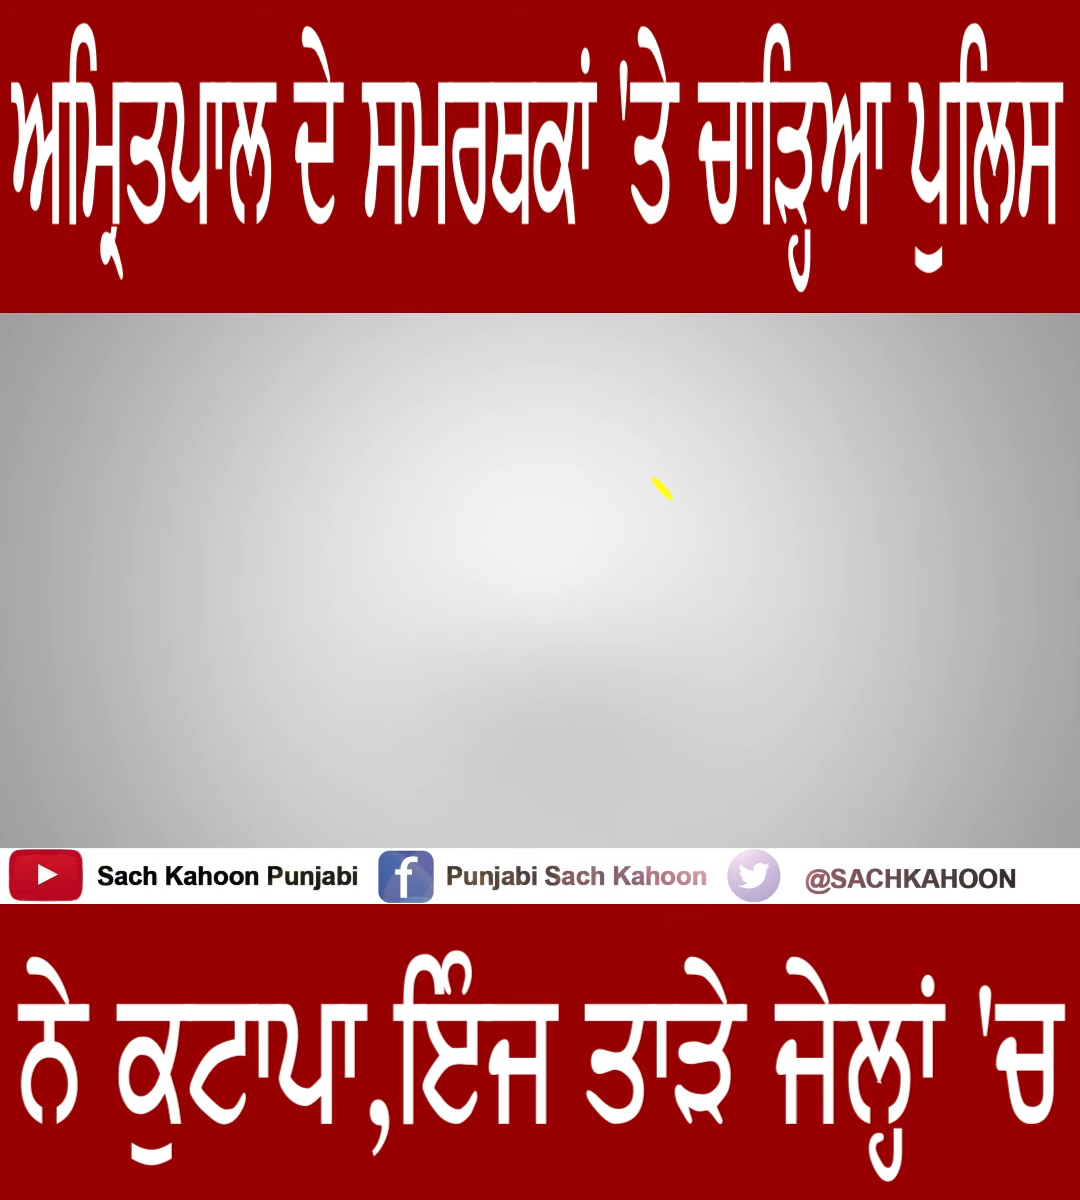 ਅਮ੍ਰਿਤਪਾਲ ਦੇ ਸਮਰਥਕਾਂ 'ਤੇ ਚਾੜ੍ਹਿਆ ਪੁਲਿਸ
Sach Kahoon Punjabi Punjabi Sach Kahoon @SACHKAHOON
ਨੇ ਕੁਟਾਪਾ,ਇੰਜ ਤਾੜੇ ਜੇਲ੍ਹਾਂ 'ਚ